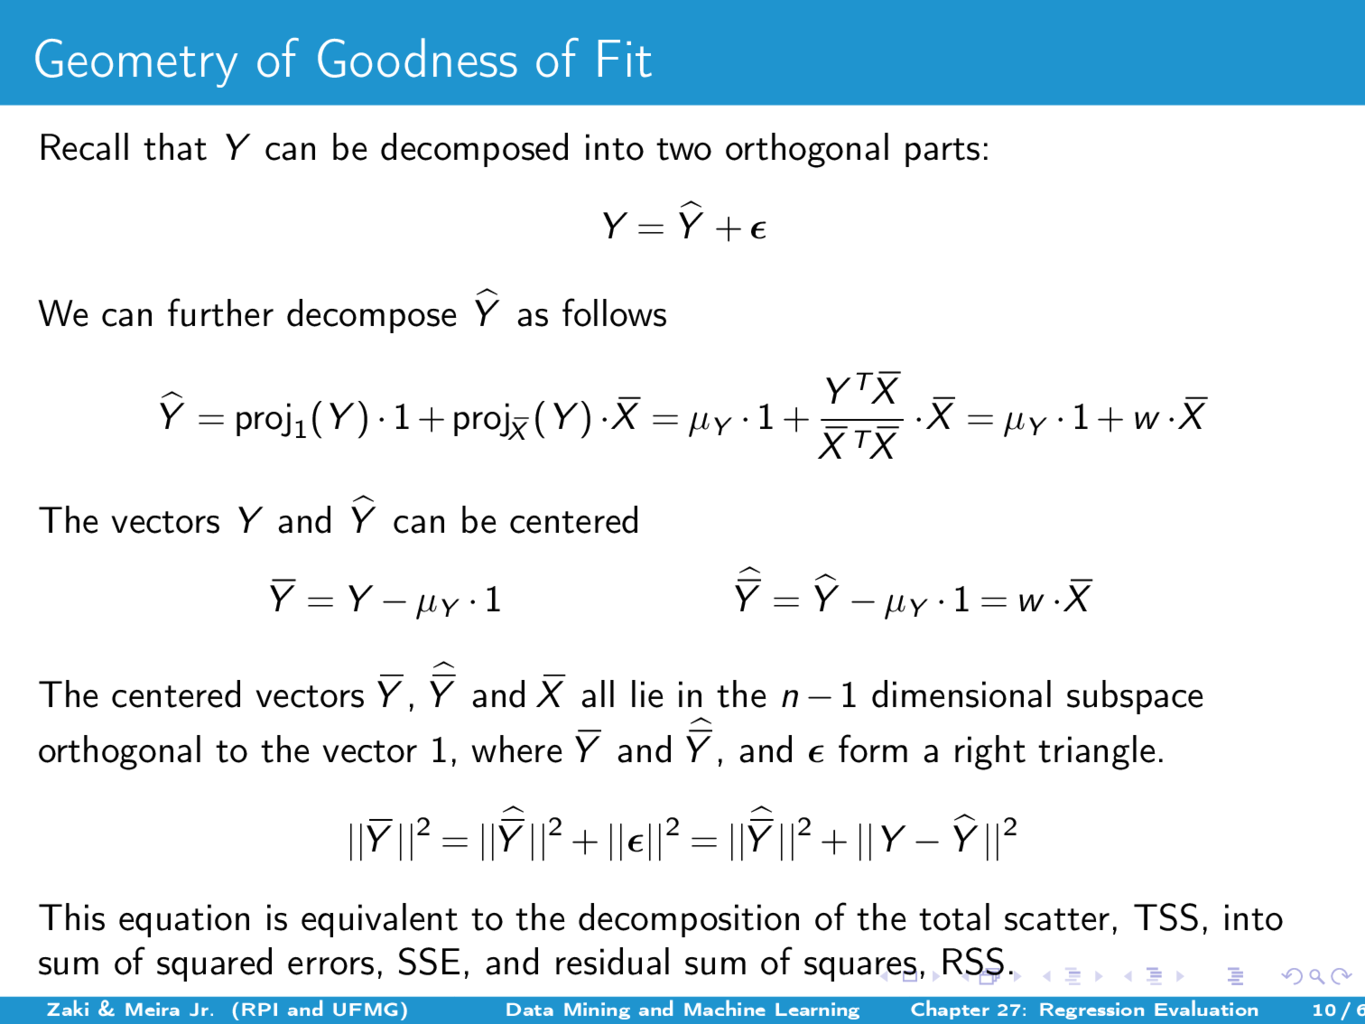 Geometry of Goodness of Fit
Recall that Y can be decomposed into two orthogonal parts:
Y = Ŷ + ϵ
We can further decompose Ŷ as follows
Ŷ = proj₁(Y) · 1 + proj_X̅(Y) · X̅ = μ_Y · 1 + (Y^T X̅)/(X̅^T X̅) · X̅ = μ_Y · 1 + w · X̅
The vectors Y and Ŷ can be centered
Y̅ = Y − μ_Y · 1    Y̅̂ = Ŷ − μ_Y · 1 = w · X̅
The centered vectors Y̅, Y̅̂ and X̅ all lie in the n − 1 dimensional subspace
orthogonal to the vector 1, where Y̅ and Y̅̂, and ϵ form a right triangle.
||Y̅||² = ||Y̅̂||² + ||ϵ||² = ||Y̅̂||² + ||Y − Ŷ||²
This equation is equivalent to the decomposition of the total scatter, TSS, into
sum of squared errors, SSE, and residual sum of squares, RSS.
Zaki & Meira Jr. (RPI and UFMG) Data Mining and Machine Learning Chapter 27: Regression Evaluation 10 / 6